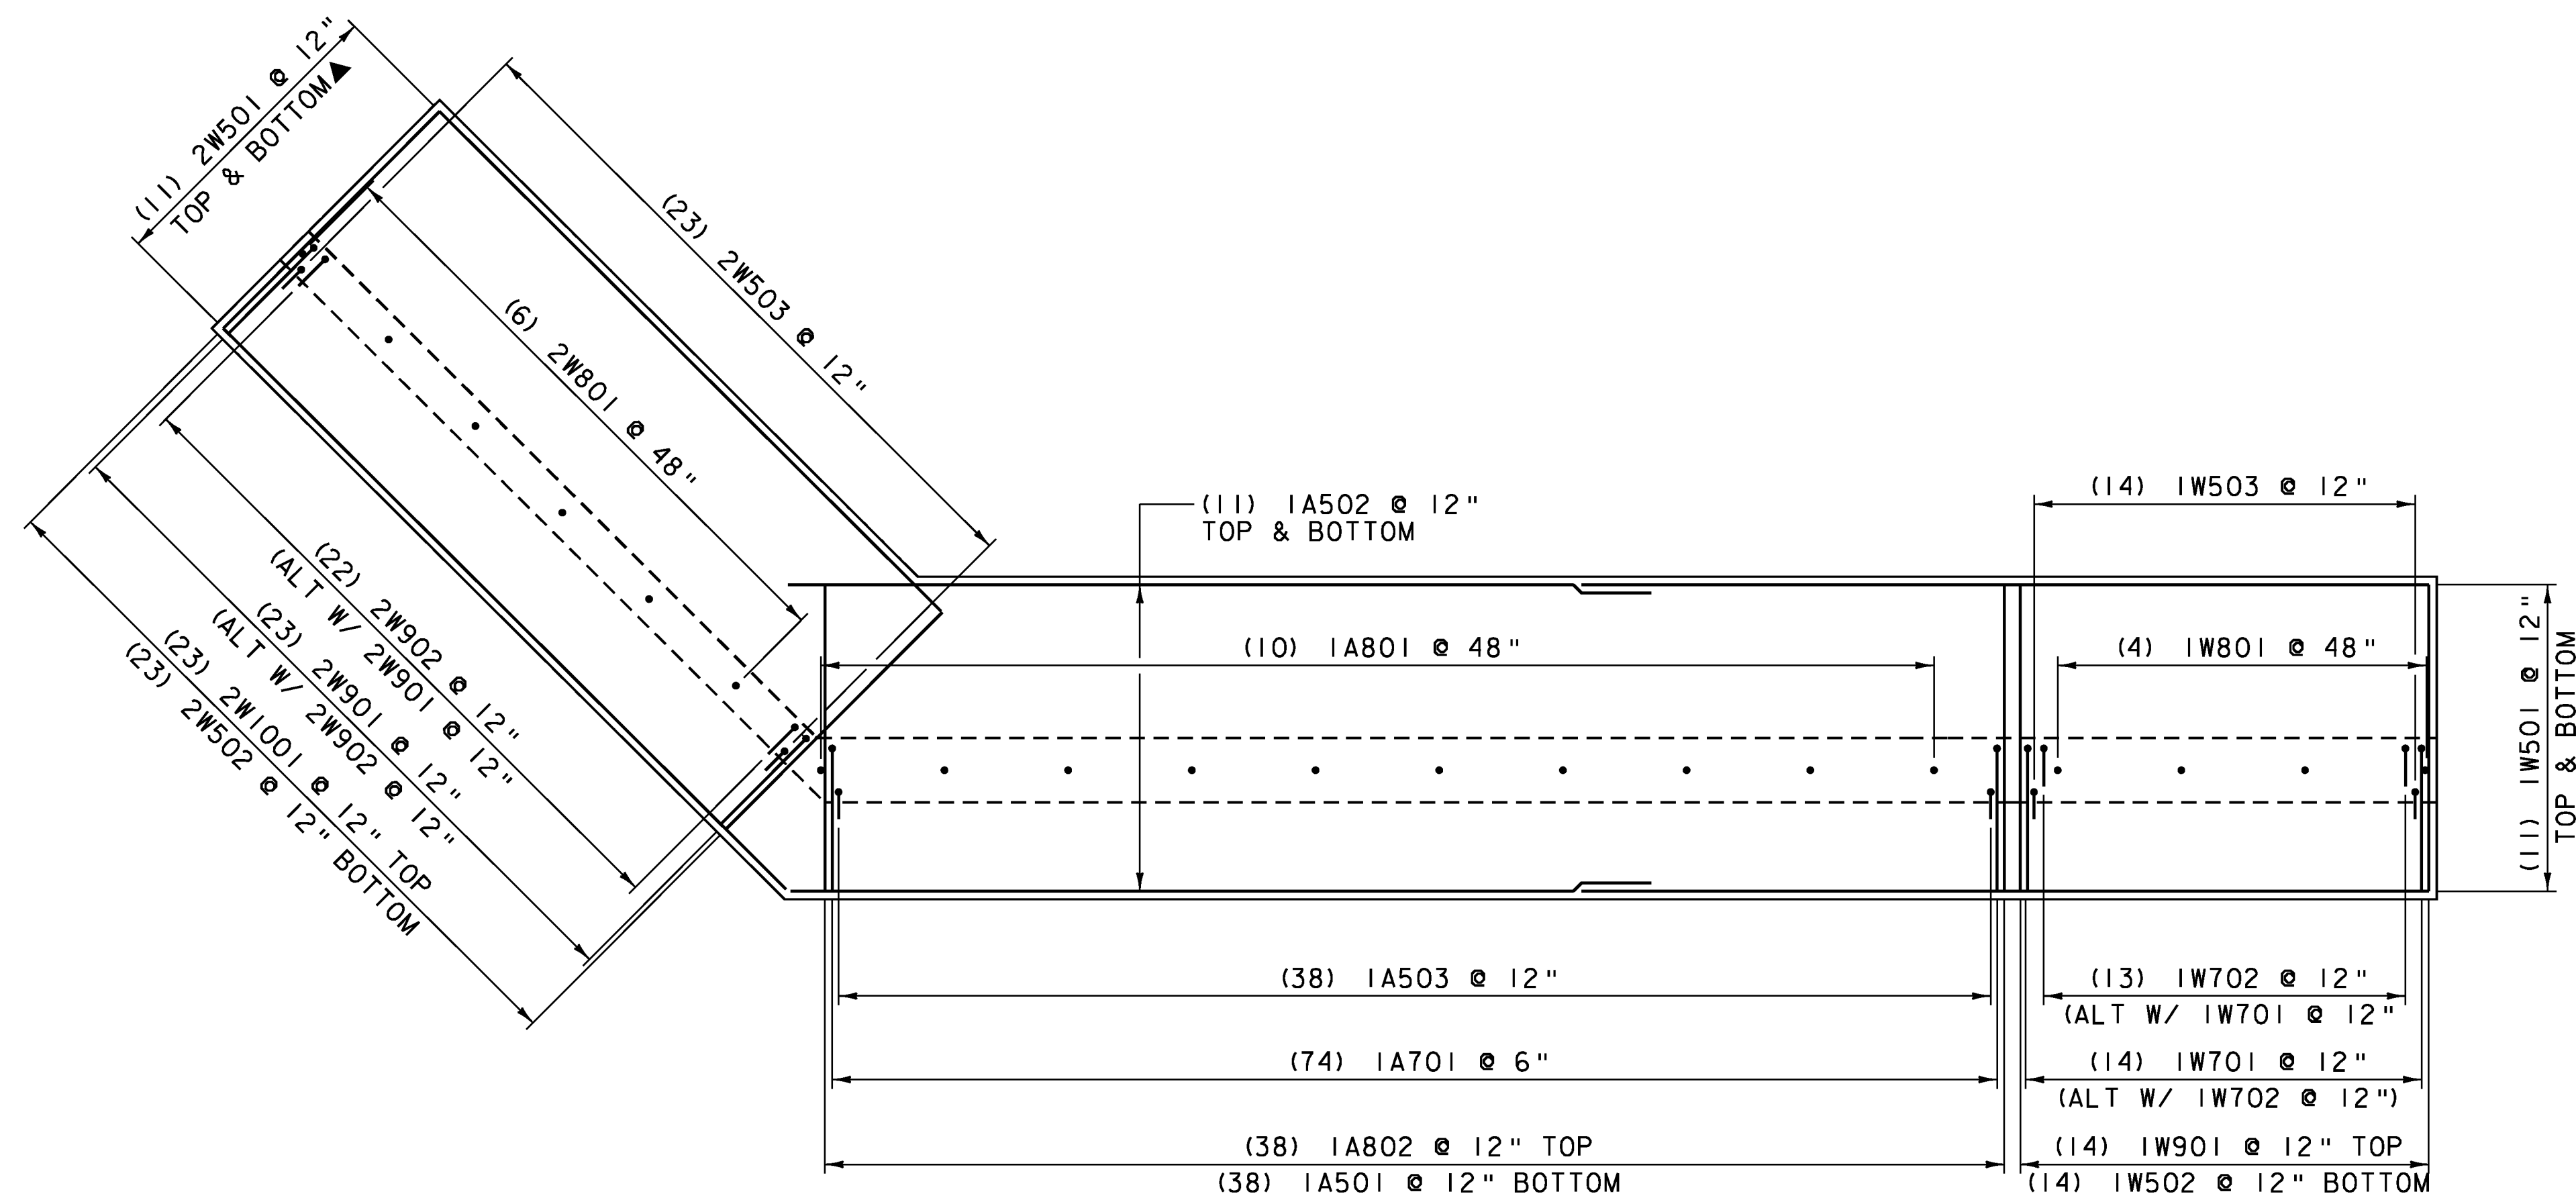 (11) 2W501 @ 12"
TOP & BOTTOM▲
(23) 2W503 @ 12"
(6) 2W801 @ 48"
(22) 2W902 @ 12"
(ALT W/ 2W901 @ 12"
(23) 2W901 @ 12"
(ALT W/ 2W902 @ 12"
(23) 2W1001 @ 12" TOP
(23) 2W502 @ 12" BOTTOM
(11) 1A502 @ 12"
TOP & BOTTOM
(14) 1W503 @ 12"
(10) 1A801 @ 48"
(4) 1W801 @ 48"
(11) 1W501 @ 12"
TOP & BOTTOM
(38) 1A503 @ 12"
(13) 1W702 @ 12"
(ALT W/ 1W701 @ 12"
(74) 1A701 @ 6"
(14) 1W701 @ 12"
(ALT W/ 1W702 @ 12")
(38) 1A802 @ 12" TOP
(38) 1A501 @ 12" BOTTOM
(14) 1W901 @ 12" TOP
(14) 1W502 @ 12" BOTTOM